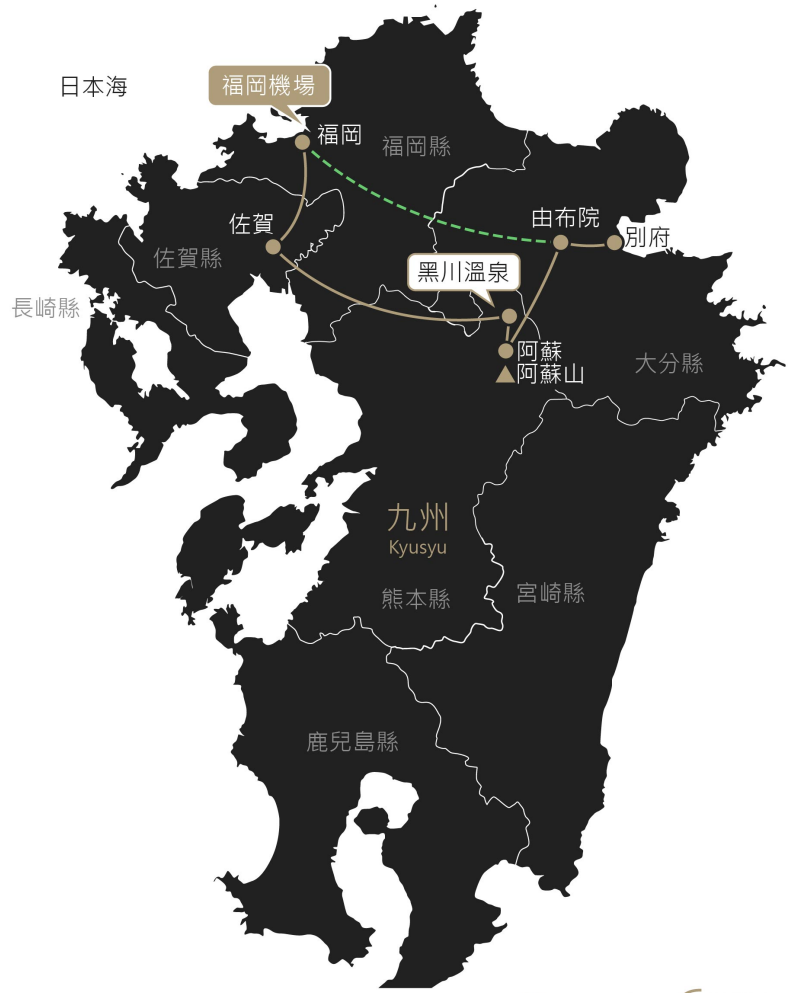 福岡機場
日本海
福岡
福岡縣
佐賀
由布院
別府
佐賀縣
黑川溫泉
長崎縣
阿蘇
阿蘇山
大分縣
九州
Kyusyu
熊本縣
宮崎縣
鹿兒島縣